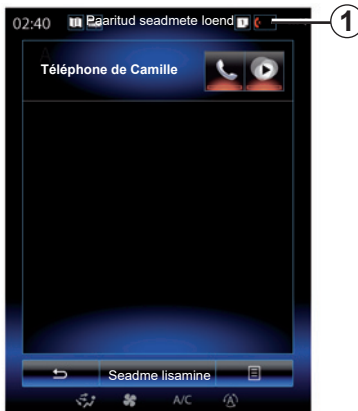 02:40 Paaritud seadmete loend
1
Téléphone de Camille
Seadme lisamine
A/C